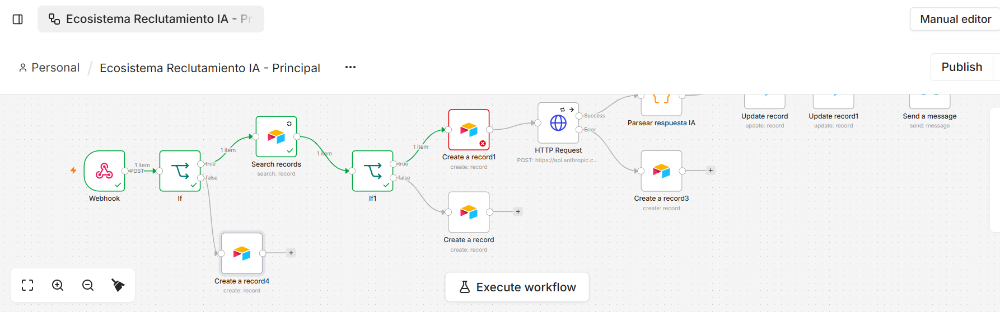 Ecosistema Reclutamiento IA - Pr
Manual editor
Personal / Ecosistema Reclutamiento IA - Principal
Publish
Success
Parsear respuesta IA
Update record
update: record
Update record1
update: record
Send a message
send: message
1 item
Search records
search: record
1 item
1 item
Create a record1
create: record
Error
HTTP Request
POST: https://api.anthropic.c...
1 item
POST
true
false
Webhook
If
true
false
If1
Create a record3
create: record
Create a record
create: record
Create a record4
create: record
Execute workflow